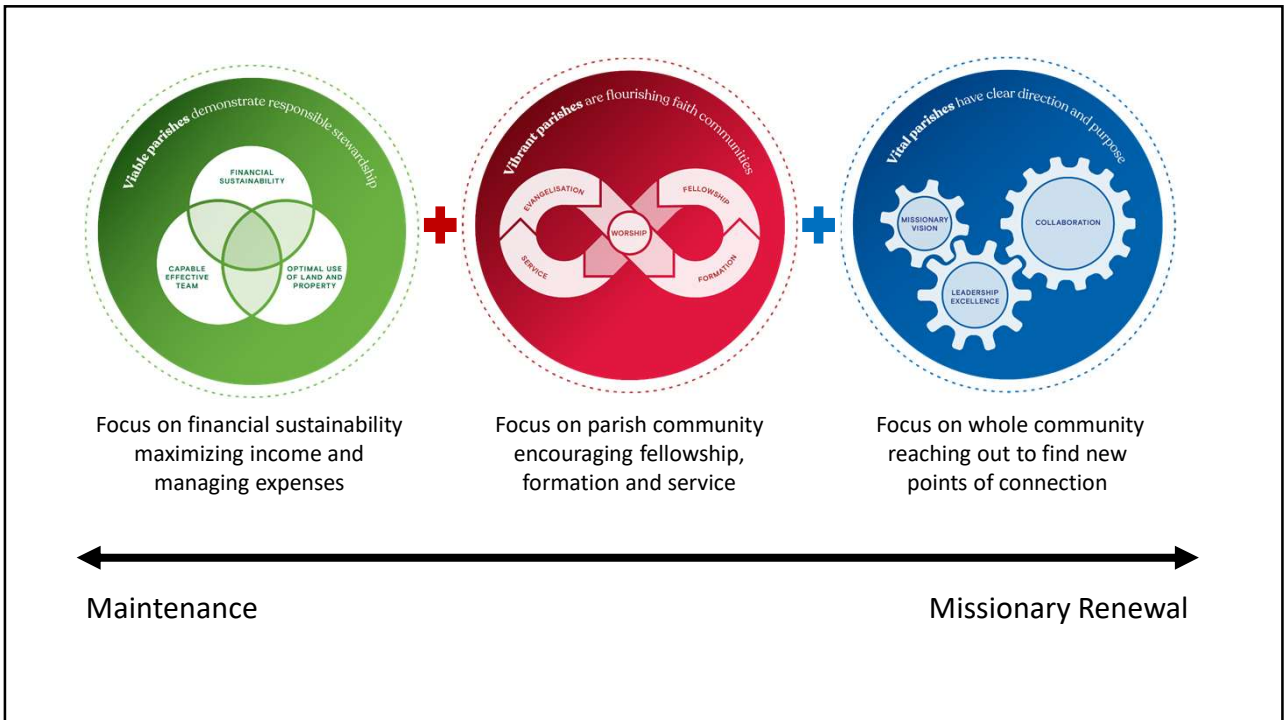 Viable parishes demonstrate responsible stewardship
FINANCIAL
SUSTAINABILITY
CAPABLE
EFFECTIVE
TEAM
OPTIMAL USE
OF LAND AND
PROPERTY
Vibrant parishes are flourishing faith communities
EVANGELISATION
FELLOWSHIP
WORSHIP
SERVICE
FORMATION
Vital parishes have clear direction and purpose
MISSIONARY
VISION
COLLABORATION
LEADERSHIP
EXCELLENCE
Focus on financial sustainability
maximizing income and
managing expenses
Focus on parish community
encouraging fellowship,
formation and service
Focus on whole community
reaching out to find new
points of connection
Maintenance
Missionary Renewal